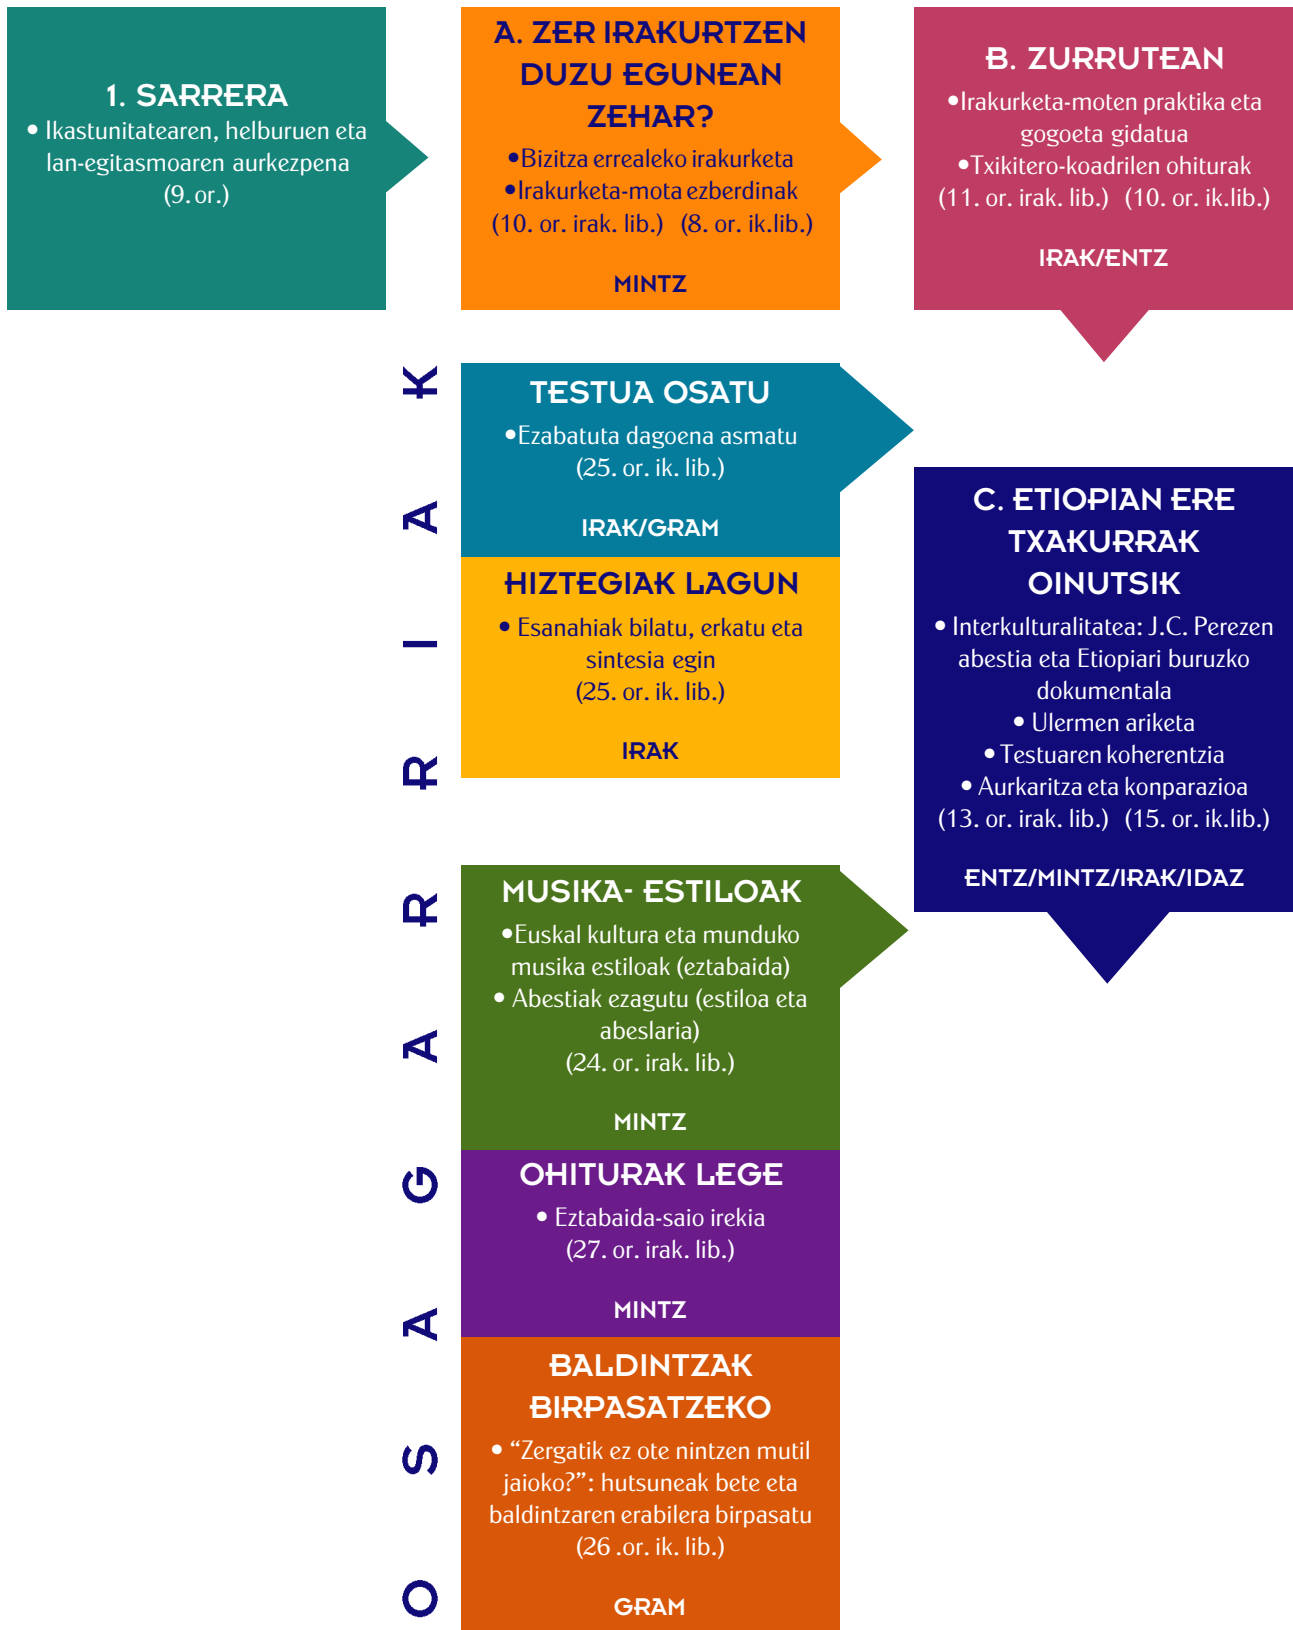 1. SARRERA
• Ikastunitatearen, helburuen eta
lan-egitasmoaren aurkezpena
(9. or.)
A. ZER IRAKURTZEN
DUZU EGUNEAN
ZEHAR?
•Bizitza errealeko irakurketa
•Irakurketa-mota ezberdinak
(10. or. irak. lib.) (8. or. ik.lib.)
MINTZ
B. ZURRUTEAN
•Irakurketa-moten praktika eta
gogoeta gidatua
•Txikitero-koadrilen ohiturak
(11. or. irak. lib.) (10. or. ik.lib.)
IRAK/ENTZ
OSAGARRIAK
TESTUA OSATU
•Ezabatuta dagoena asmatu
(25. or. ik. lib.)
IRAK/GRAM
HIZTEGIAK LAGUN
• Esanahiak bilatu, erkatu eta
sintesia egin
(25. or. ik. lib.)
IRAK
C. ETIOPIAN ERE
TXAKURRAK
OINUTSIK
• Interkulturalitatea: J.C. Perezen
abestia eta Etiopiari buruzko
dokumentala
• Ulermen ariketa
• Testuaren koherentzia
• Aurkaritza eta konparazioa
(13. or. irak. lib.) (15. or. ik.lib.)
ENTZ/MINTZ/IRAK/IDAZ
MUSIKA- ESTILOAK
•Euskal kultura eta munduko
musika estiloak (eztabaida)
• Abestiak ezagutu (estiloa eta
abeslaria)
(24. or. irak. lib.)
MINTZ
OHITURAK LEGE
• Eztabaida-saio irekia
(27. or. irak. lib.)
MINTZ
BALDINTZAK
BIRPASATZEKO
• “Zergatik ez ote nintzen mutil
jaioko?”: hutsuneak bete eta
baldintzaren erabilera birpasatu
(26 .or. ik. lib.)
GRAM